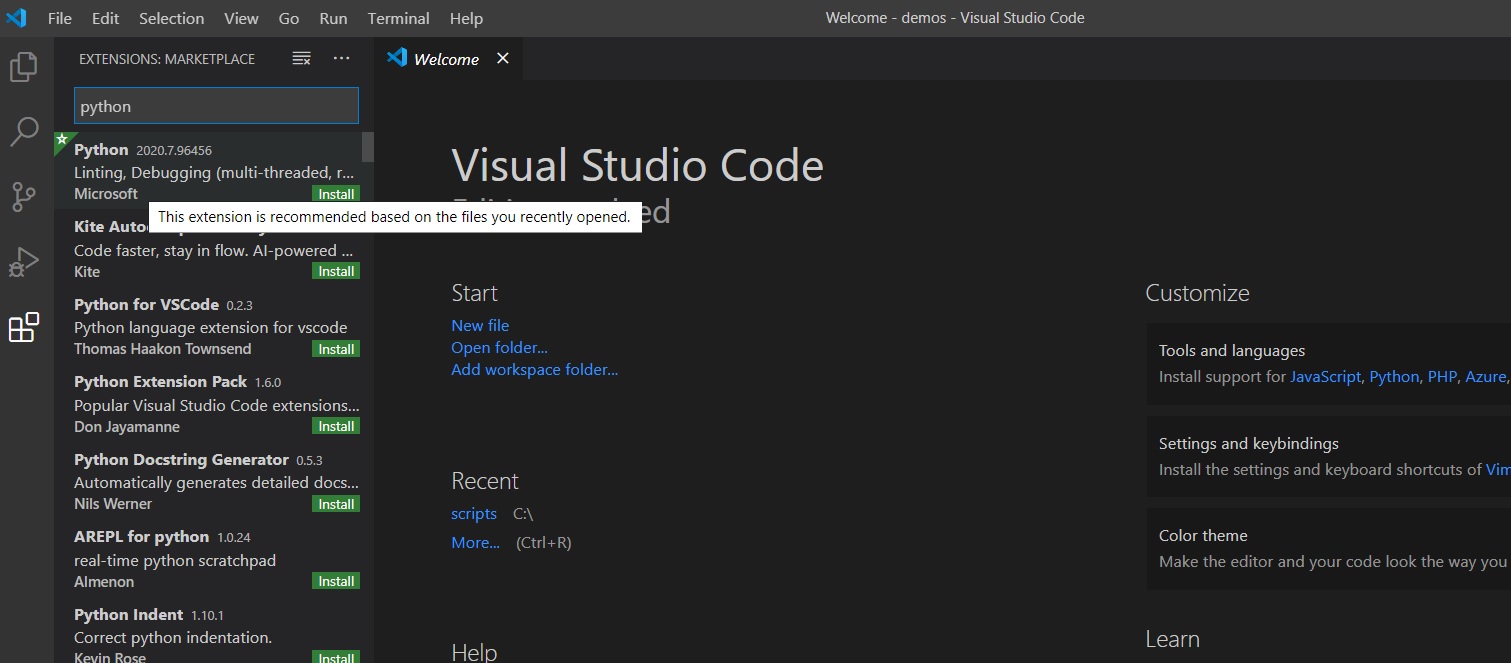 File Edit Selection View Go Run Terminal Help
Welcome - demos - Visual Studio Code
EXTENSIONS: MARKETPLACE
python
Python 2020.7.96456
Linting, Debugging (multi-threaded, r...
Microsoft
Install
This extension is recommended based on the files you recently opened.
Kite
Code faster, stay in flow. AI-powered ...
Kite
Install
Python for VSCode 0.2.3
Python language extension for vscode
Thomas Haakon Townsend
Install
Python Extension Pack 1.6.0
Popular Visual Studio Code extensions...
Don Jayamanne
Install
Python Docstring Generator 0.5.3
Automatically generates detailed docs...
Nils Werner
Install
AREPL for python 1.0.24
real-time python scratchpad
Almenon
Install
Python Indent 1.10.1
Correct python indentation.
Kevin Rose
Install
Welcome
Visual Studio Code
Start
New file
Open folder...
Add workspace folder...
Recent
scripts C:\
More... (Ctrl+R)
Help
Customize
Tools and languages
Install support for JavaScript, Python, PHP, Azure,
Settings and keybindings
Install the settings and keyboard shortcuts of Vim
Color theme
Make the editor and your code look the way you
Learn